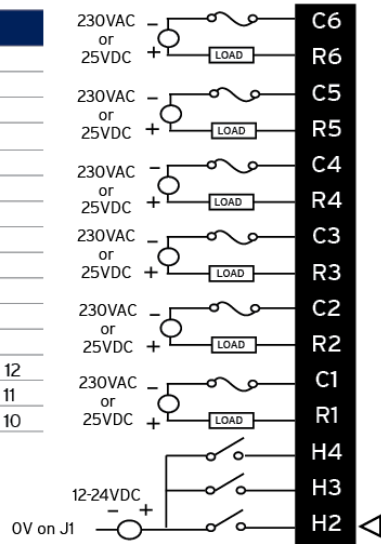 230VAC
or
25VDC
−
+
LOAD
C6
R6
230VAC
or
25VDC
−
+
LOAD
C5
R5
230VAC
or
25VDC
−
+
LOAD
C4
R4
230VAC
or
25VDC
−
+
LOAD
C3
R3
230VAC
or
25VDC
−
+
LOAD
C2
R2
230VAC
or
25VDC
−
+
LOAD
C1
R1
12
11
10
H4
H3
12-24VDC
− +
0V on J1
H2